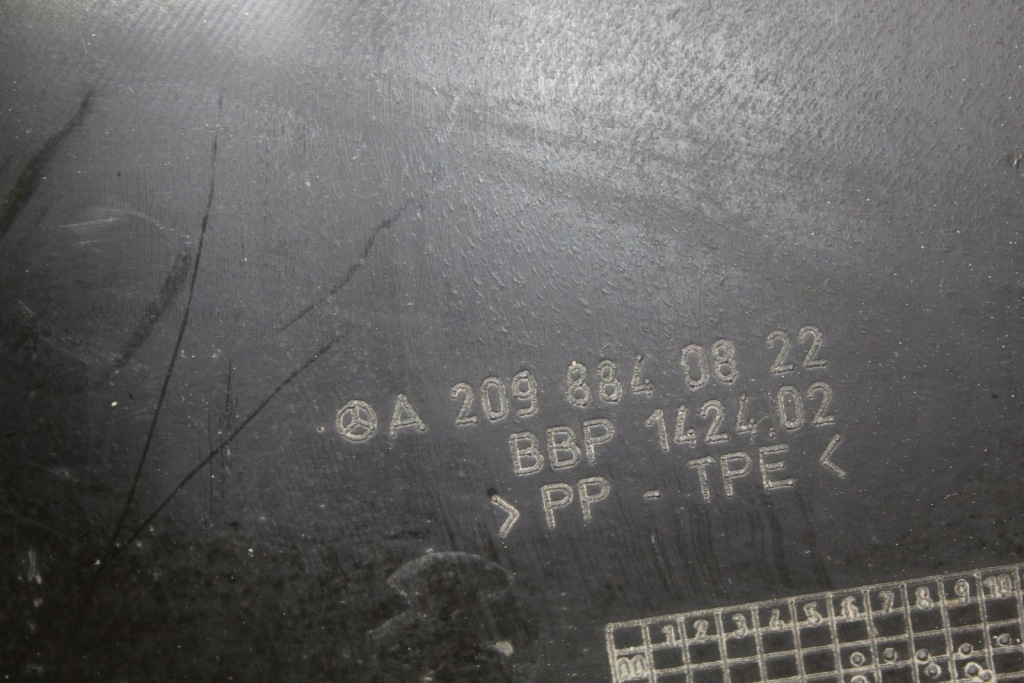 A 209 884 08 22
BBP 1424.02
> PP - TPE <
1 2 3 4 5 6 7 8 9 10